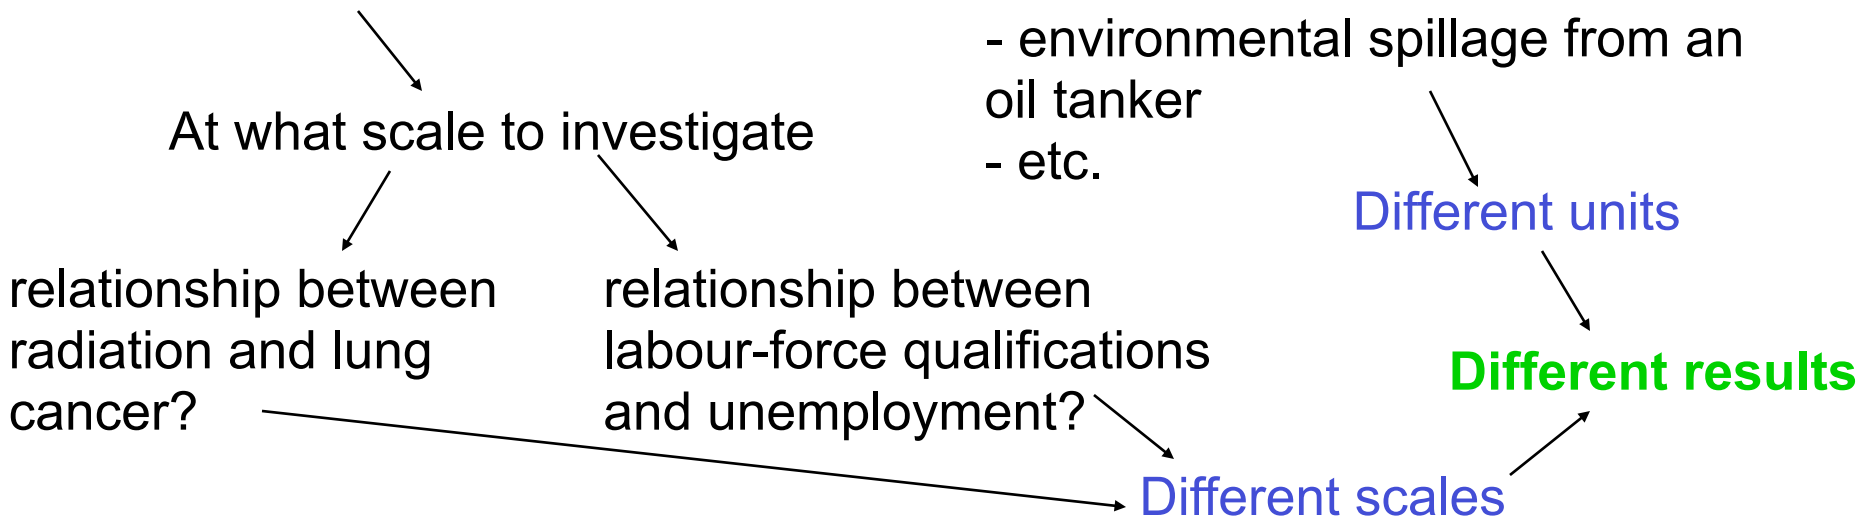 - environmental spillage from an
oil tanker
- etc.
At what scale to investigate
Different units
relationship between
radiation and lung
cancer?
relationship between
labour-force qualifications
and unemployment?
Different results
Different scales